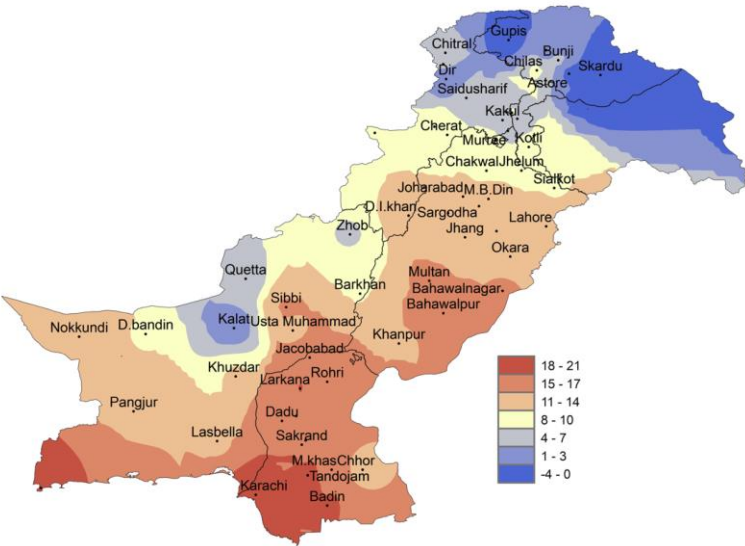 Gupis
Chitral
Bunji
Chilas
Skardu
Dir
Astore
Saidusharif
Kakul
Cherat
Murree
Kotli
Chakwal
Jhelum
Sialkot
Joharabad
M.B.Din
D.I.khan
Sargodha
Lahore
Zhob
Jhang
Okara
Quetta
Multan
Barkhan
Bahawalnagar
Sibbi
Bahawalpur
Nokkundi
D.bandin
Kalat
Usta Muhammad
Khanpur
Jacobabad
Khuzdar
Rohri
Larkana
Pangjur
Dadu
Lasbella
Sakrand
M.khas
Chhor
Tandojam
Karachi
Badin
18 - 21
15 - 17
11 - 14
8 - 10
4 - 7
1 - 3
-4 - 0